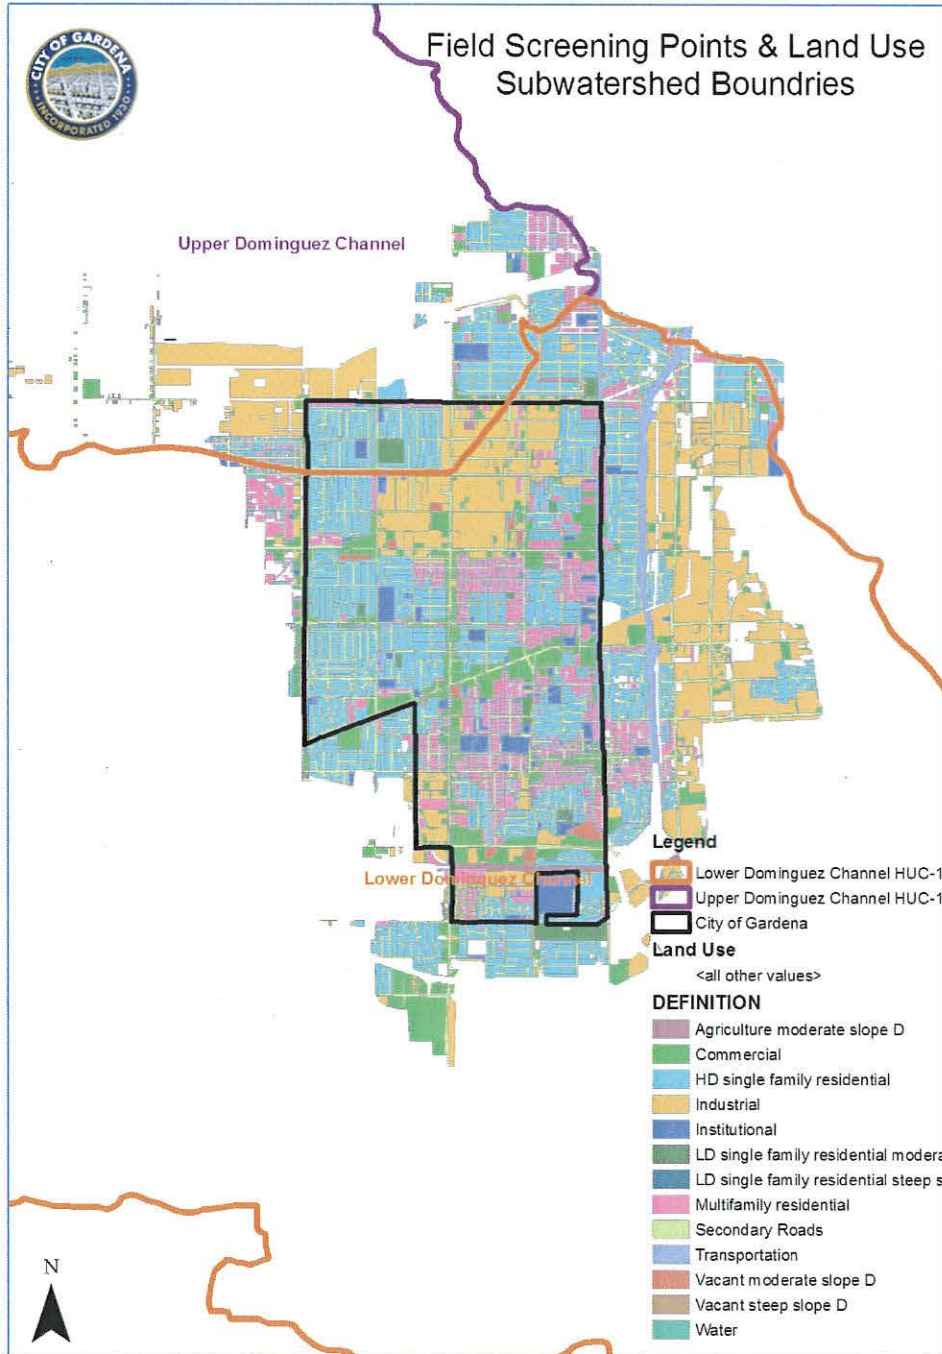 CITY OF GARDENA
INCORPORATED 1930
Field Screening Points & Land Use
Subwatershed Boundries
Upper Dominguez Channel
Lower Dominguez Channel
Legend
Lower Dominguez Channel HUC-1
Upper Dominguez Channel HUC-1
City of Gardena
Land Use
<all other values>
DEFINITION
Agriculture moderate slope D
Commercial
HD single family residential
Industrial
Institutional
LD single family residential modera
LD single family residential steep s
Multifamily residential
Secondary Roads
Transportation
Vacant moderate slope D
Vacant steep slope D
Water
N